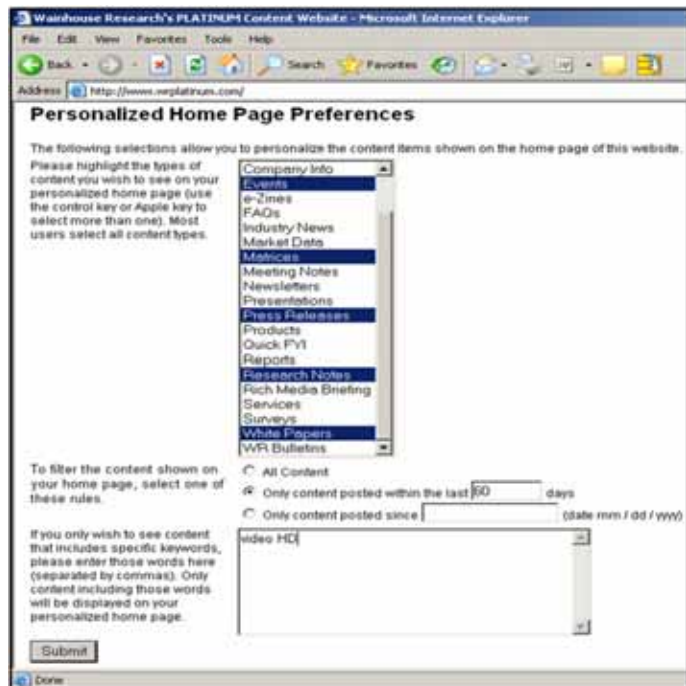 Wainhouse Research's PLATINUM Content Website - Microsoft Internet Explorer
File Edit View Favorites Tools Help
Back Search Favorites
Address http://www.wrplatinum.com/
Personalized Home Page Preferences
The following selections allow you to personalize the content items shown on the home page of this website.
Please highlight the types of
content you wish to see on your
personalized home page (use
the control key or Apple key to
select more than one). Most
users select all content types.
Company Info
Events
e-Zines
FAQs
Industry News
Market Data
Matrices
Meeting Notes
Newsletters
Presentations
Press Releases
Products
Quick FYI
Reports
Research Notes
Rich Media Briefing
Services
Surveys
White Papers
WR Bulletins
To filter the content shown on
your home page, select one of
these rules.
All Content
Only content posted within the last 60 days
Only content posted since (date mm / dd / yyyy)
If you only wish to see content
that includes specific keywords,
please enter those words here
(separated by commas). Only
content including those words
will be displayed on your
personalized home page.
video HD
Submit
Done